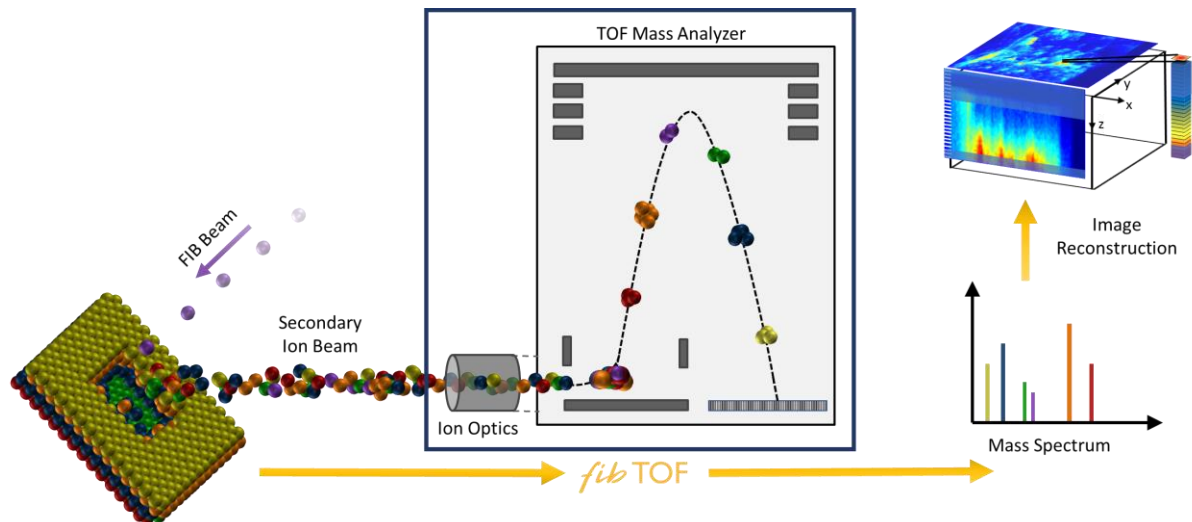 TOF Mass Analyzer
FIB Beam
Secondary
Ion Beam
Ion Optics
fib TOF
y
x
z
Image
Reconstruction
Mass Spectrum